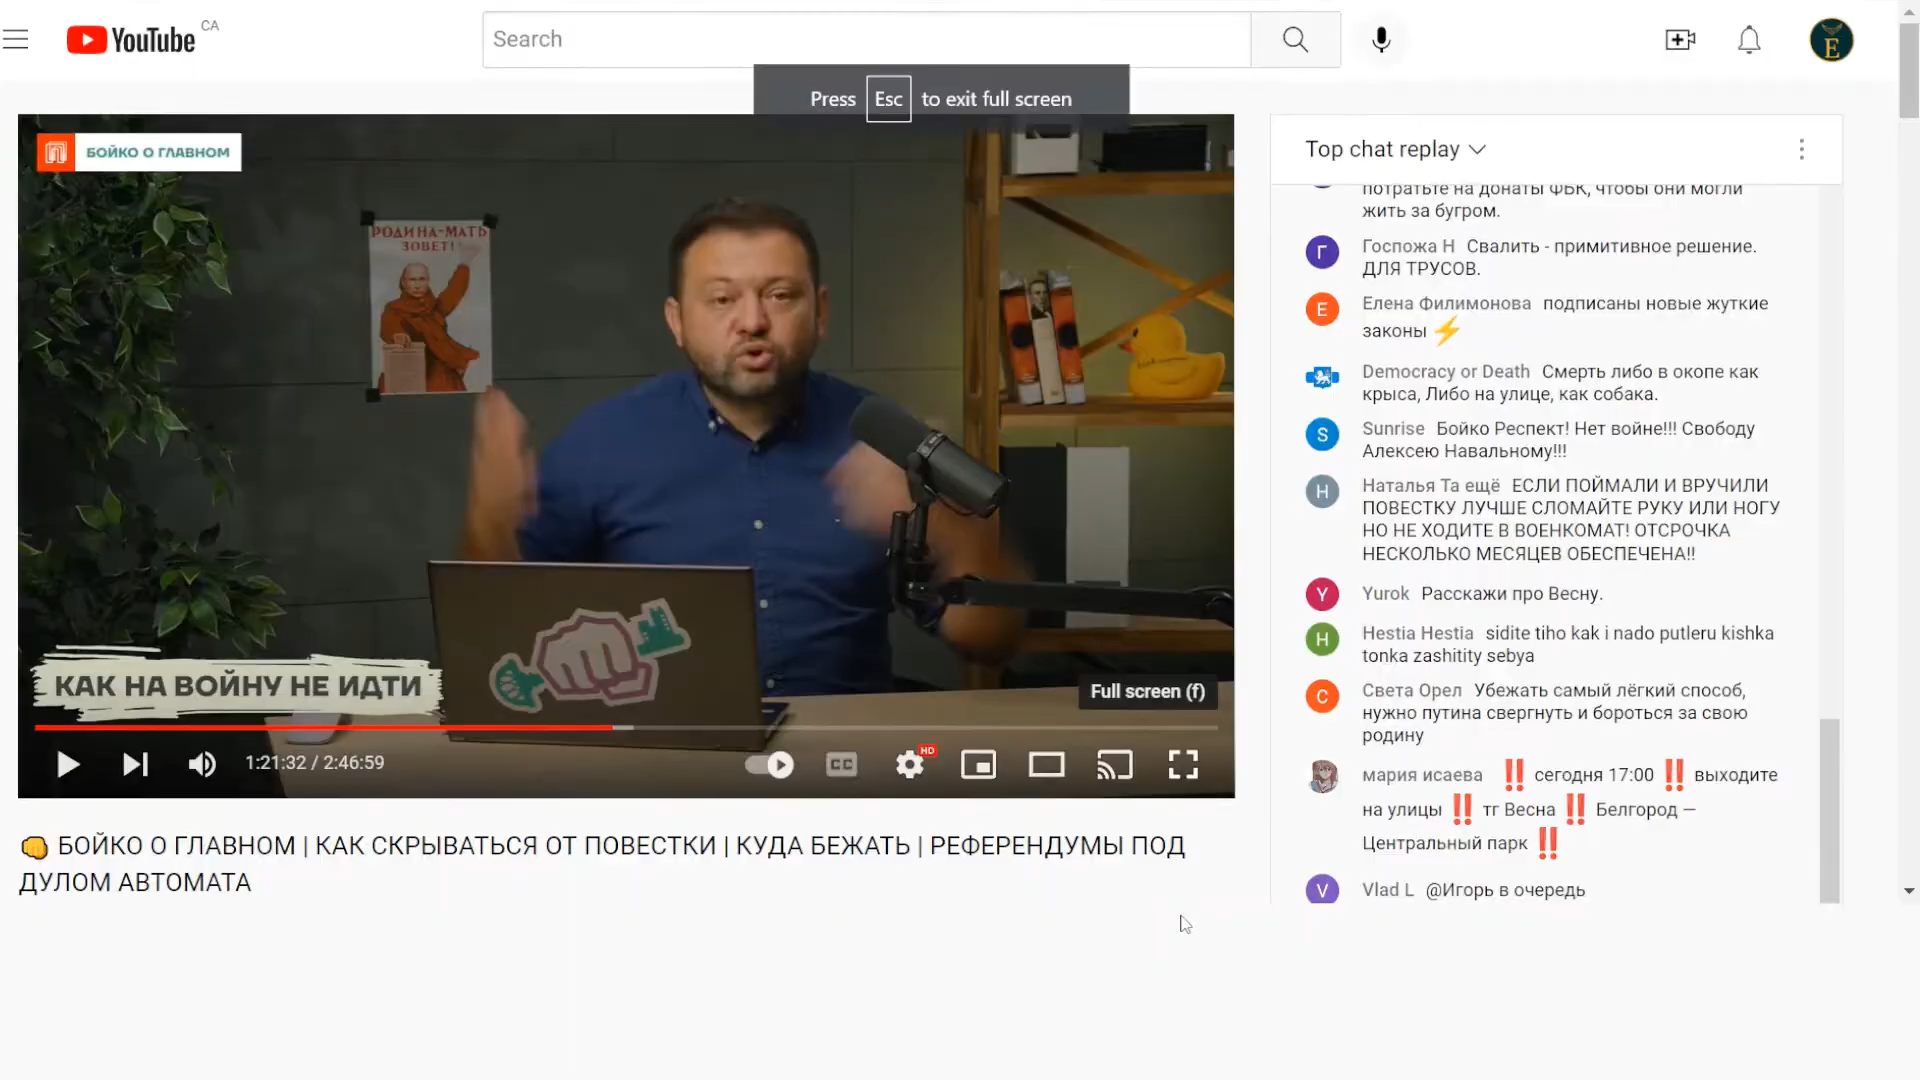 YouTube CA
Search
Press Esc to exit full screen
БОЙКО О ГЛАВНОМ
РОДИНА-МАТЬ
ЗОВЕТ!
КАК НА ВОЙНУ НЕ ИДТИ
Full screen (f)
1:21:32 / 2:46:59
CC
HD
👊 БОЙКО О ГЛАВНОМ | КАК СКРЫВАТЬСЯ ОТ ПОВЕСТКИ | КУДА БЕЖАТЬ | РЕФЕРЕНДУМЫ ПОД
ДУЛОМ АВТОМАТА
Top chat replay
потратьте на донаты ФБК, чтобы они могли
жить за бугром.
Г Госпожа Н Свалить - примитивное решение.
ДЛЯ ТРУСОВ.
Е Елена Филимонова подписаны новые жуткие
законы ⚡
Democracy or Death Смерть либо в окопе как
крыса, Либо на улице, как собака.
S Sunrise Бойко Респект! Нет войне!!! Свободу
Алексею Навальному!!!
Н Наталья Та ещё ЕСЛИ ПОЙМАЛИ И ВРУЧИЛИ
ПОВЕСТКУ ЛУЧШЕ СЛОМАЙТЕ РУКУ ИЛИ НОГУ
НО НЕ ХОДИТЕ В ВОЕНКОМАТ! ОТСРОЧКА
НЕСКОЛЬКО МЕСЯЦЕВ ОБЕСПЕЧЕНА!!
Y Yurok Расскажи про Весну.
H Hestia Hestia sidite tiho kak i nado putleru kishka
tonka zashitity sebya
С Света Орел Убежать самый лёгкий способ,
нужно путина свергнуть и бороться за свою
родину
мария исаева ‼️ сегодня 17:00 ‼️ выходите
на улицы ‼️ тг Весна ‼️ Белгород —
Центральный парк ‼️
V Vlad L @Игорь в очередь
E